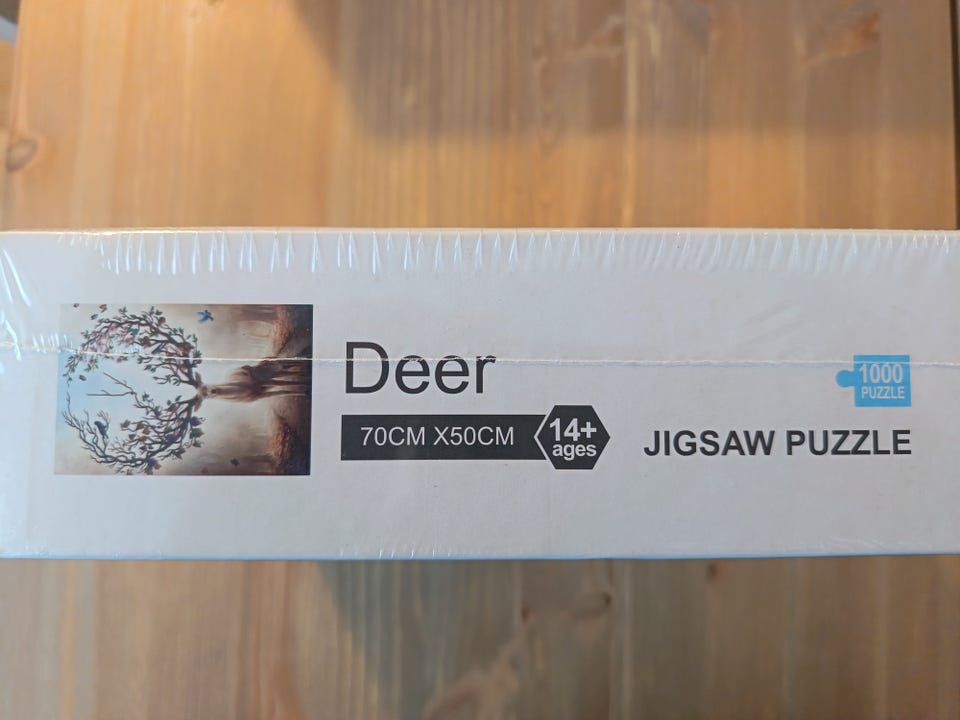 Deer
70CM X50CM
14+
ages
1000
PUZZLE
JIGSAW PUZZLE